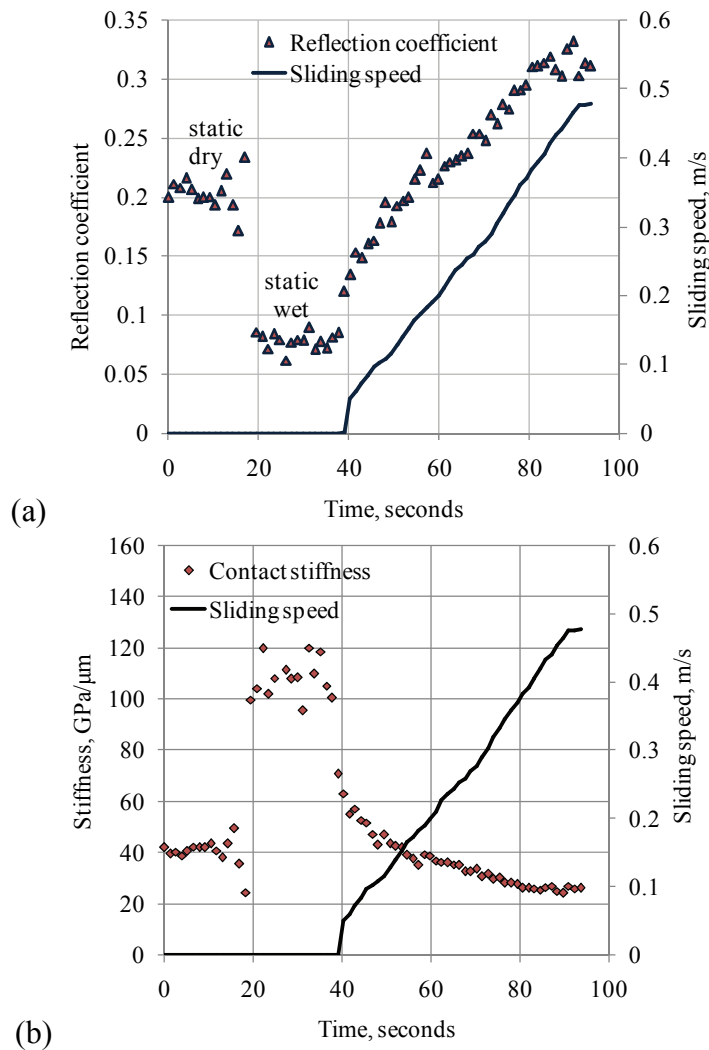 0.35
0.3
0.25
0.2
0.15
0.1
0.05
0
Reflection coefficient
Reflection coefficient
Sliding speed
static
dry
static
wet
0.6
0.5
0.4
0.3
0.2
0.1
0
Sliding speed, m/s
0 20 40 60 80 100
Time, seconds
(a)
160
140
120
100
80
60
40
20
0
Stiffness, GPa/µm
Contact stiffness
Sliding speed
0.6
0.5
0.4
0.3
0.2
0.1
0
Sliding speed, m/s
0 20 40 60 80 100
Time, seconds
(b)